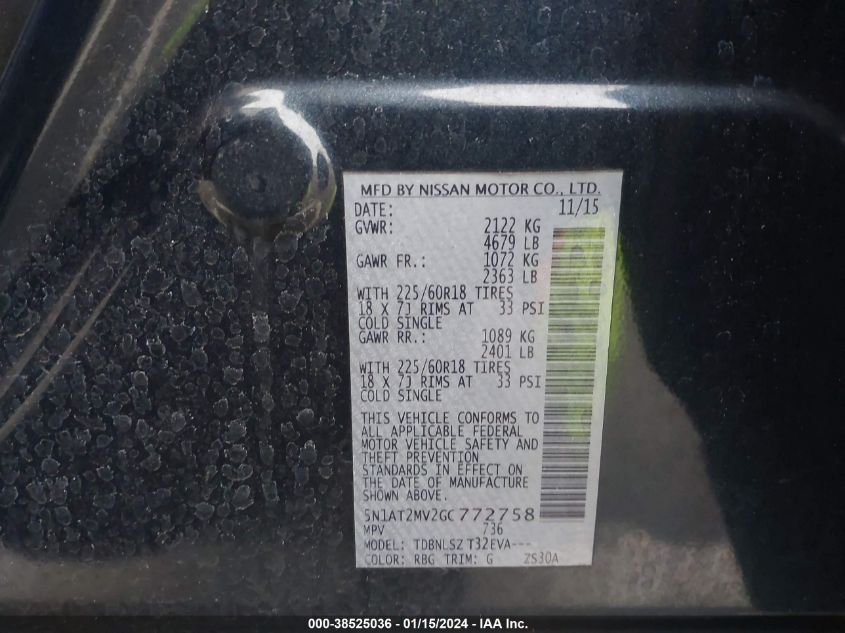 MFD BY NISSAN MOTOR CO., LTD.
DATE: 11/15
GVWR: 2122 KG
4679 LB
GAWR FR.: 1072 KG
2363 LB
WITH 225/60R18 TIRES
18 X 7J RIMS AT 33 PSI
COLD SINGLE
GAWR RR.: 1089 KG
2401 LB
WITH 225/60R18 TIRES
18 X 7J RIMS AT 33 PSI
COLD SINGLE
THIS VEHICLE CONFORMS TO
ALL APPLICABLE FEDERAL
MOTOR VEHICLE SAFETY AND
THEFT PREVENTION
STANDARDS IN EFFECT ON
THE DATE OF MANUFACTURE
SHOWN ABOVE.
5N1AT2MV2GC772758
MPV 736
MODEL: TDBNLSZ T32EVA---
COLOR: RBG TRIM: G ZS30A
000-38525036 - 01/15/2024 - IAA Inc.